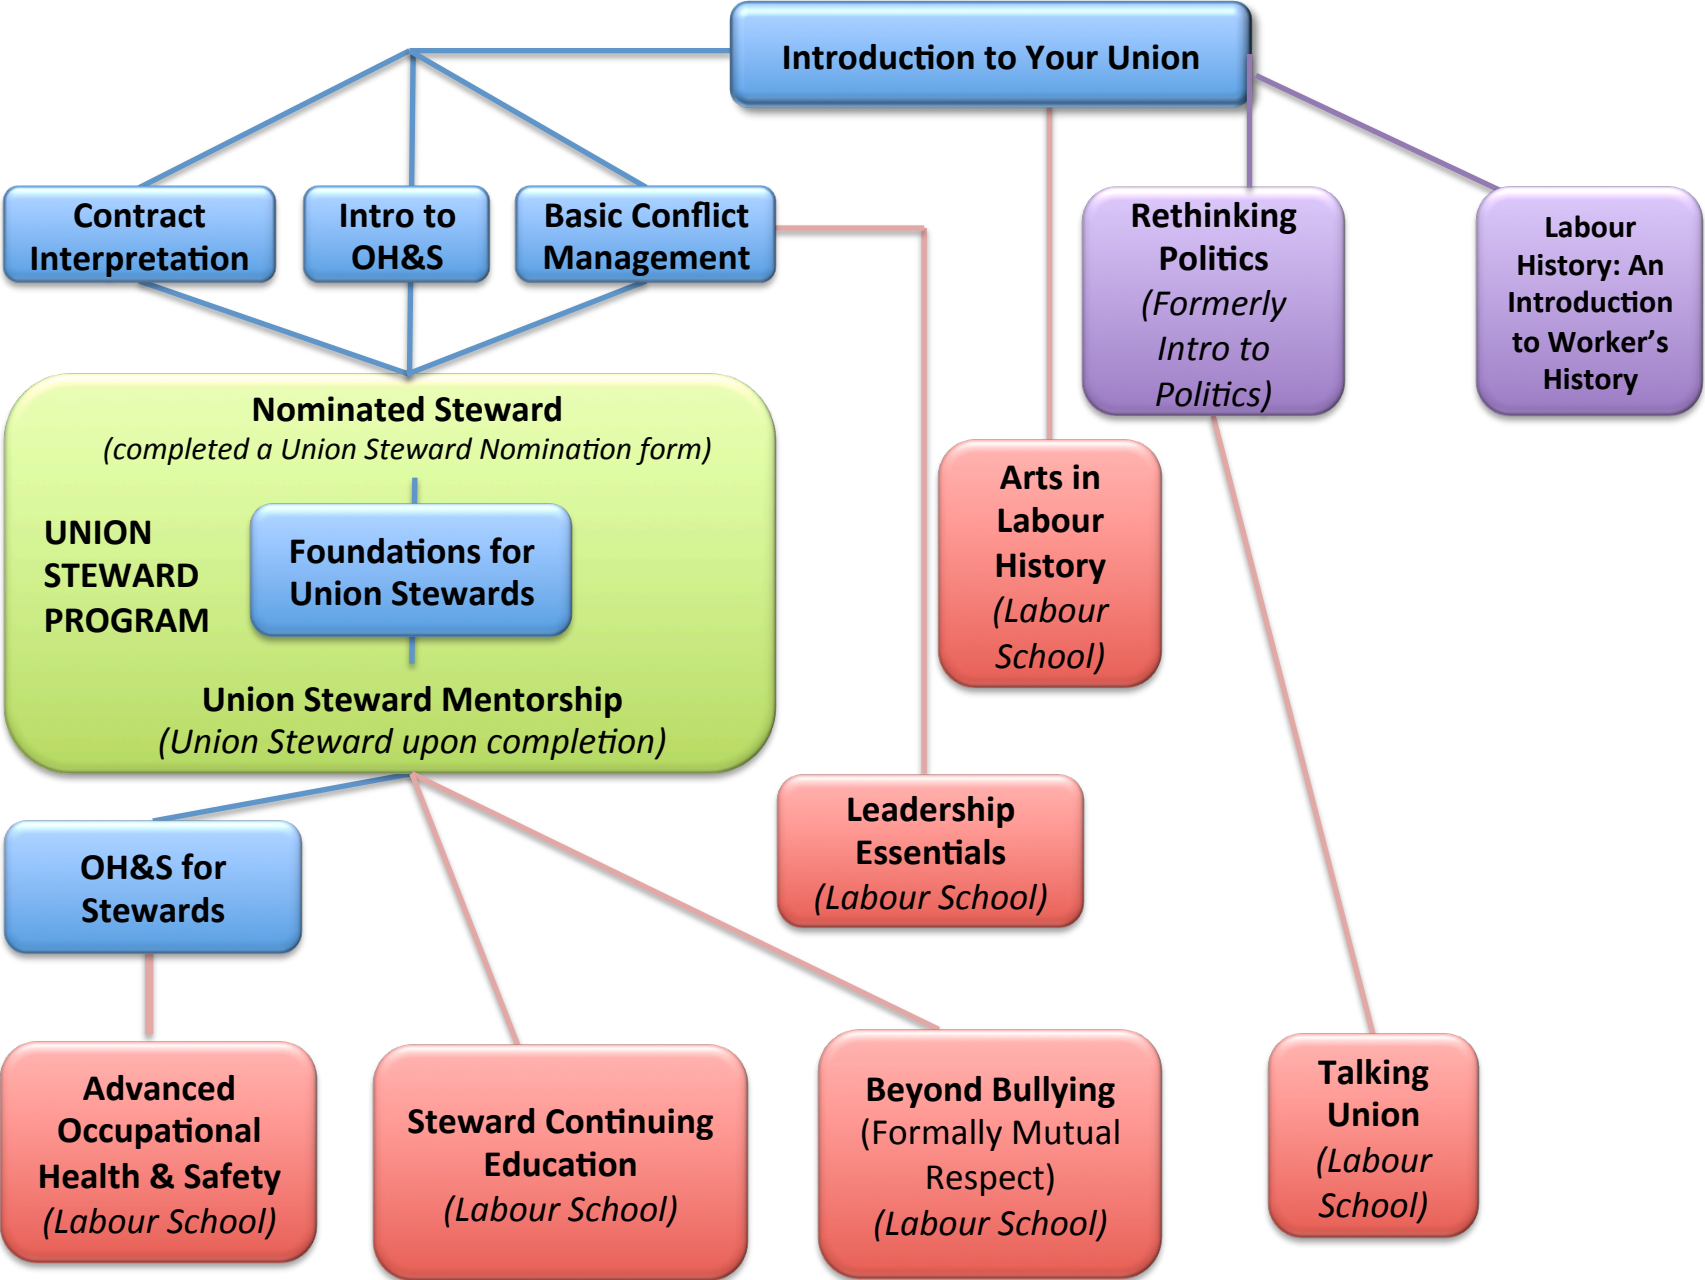 Introduction to Your Union
Contract
Interpretation
Intro to
OH&S
Basic Conflict
Management
Rethinking
Politics
(Formerly
Intro to
Politics)
Labour
History: An
Introduction
to Worker’s
History
Nominated Steward
(completed a Union Steward Nomination form)
UNION
STEWARD
PROGRAM
Foundations for
Union Stewards
Union Steward Mentorship
(Union Steward upon completion)
Arts in
Labour
History
(Labour
School)
Leadership
Essentials
(Labour School)
OH&S for
Stewards
Advanced
Occupational
Health & Safety
(Labour School)
Steward Continuing
Education
(Labour School)
Beyond Bullying
(Formally Mutual
Respect)
(Labour School)
Talking
Union
(Labour
School)